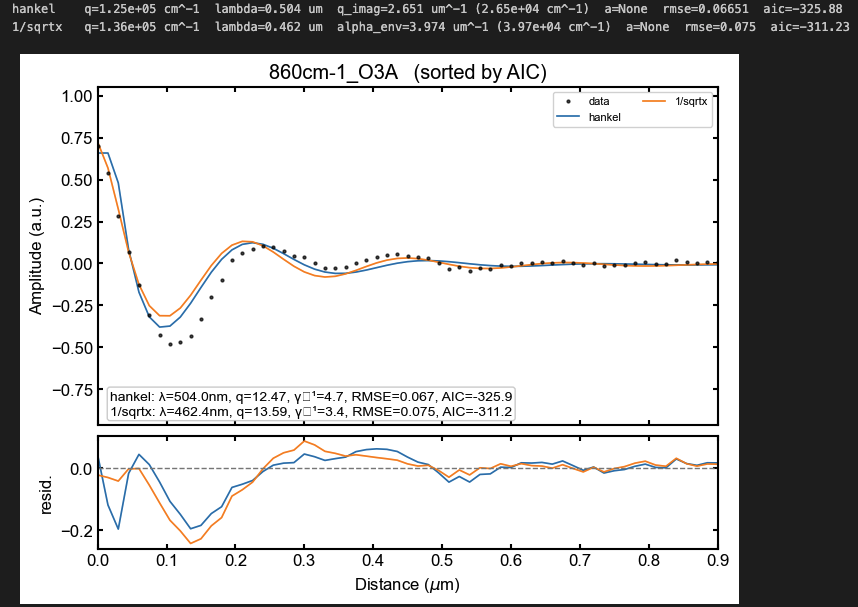 hankel q=1.25e+05 cm^-1 lambda=0.504 um q_imag=2.651 um^-1 (2.65e+04 cm^-1) a=None rmse=0.06651 aic=-325.88
1/sqrtx q=1.36e+05 cm^-1 lambda=0.462 um alpha_env=3.974 um^-1 (3.97e+04 cm^-1) a=None rmse=0.075 aic=-311.23
860cm-1_O3A (sorted by AIC)
data
hankel
1/sqrtx
1.00
0.75
0.50
0.25
0.00
−0.25
−0.50
−0.75
Amplitude (a.u.)
hankel: λ=504.0nm, q=12.47, γ▯¹=4.7, RMSE=0.067, AIC=-325.9
1/sqrtx: λ=462.4nm, q=13.59, γ▯¹=3.4, RMSE=0.075, AIC=-311.2
0.0
−0.2
resid.
0.0 0.1 0.2 0.3 0.4 0.5 0.6 0.7 0.8 0.9
Distance (μm)